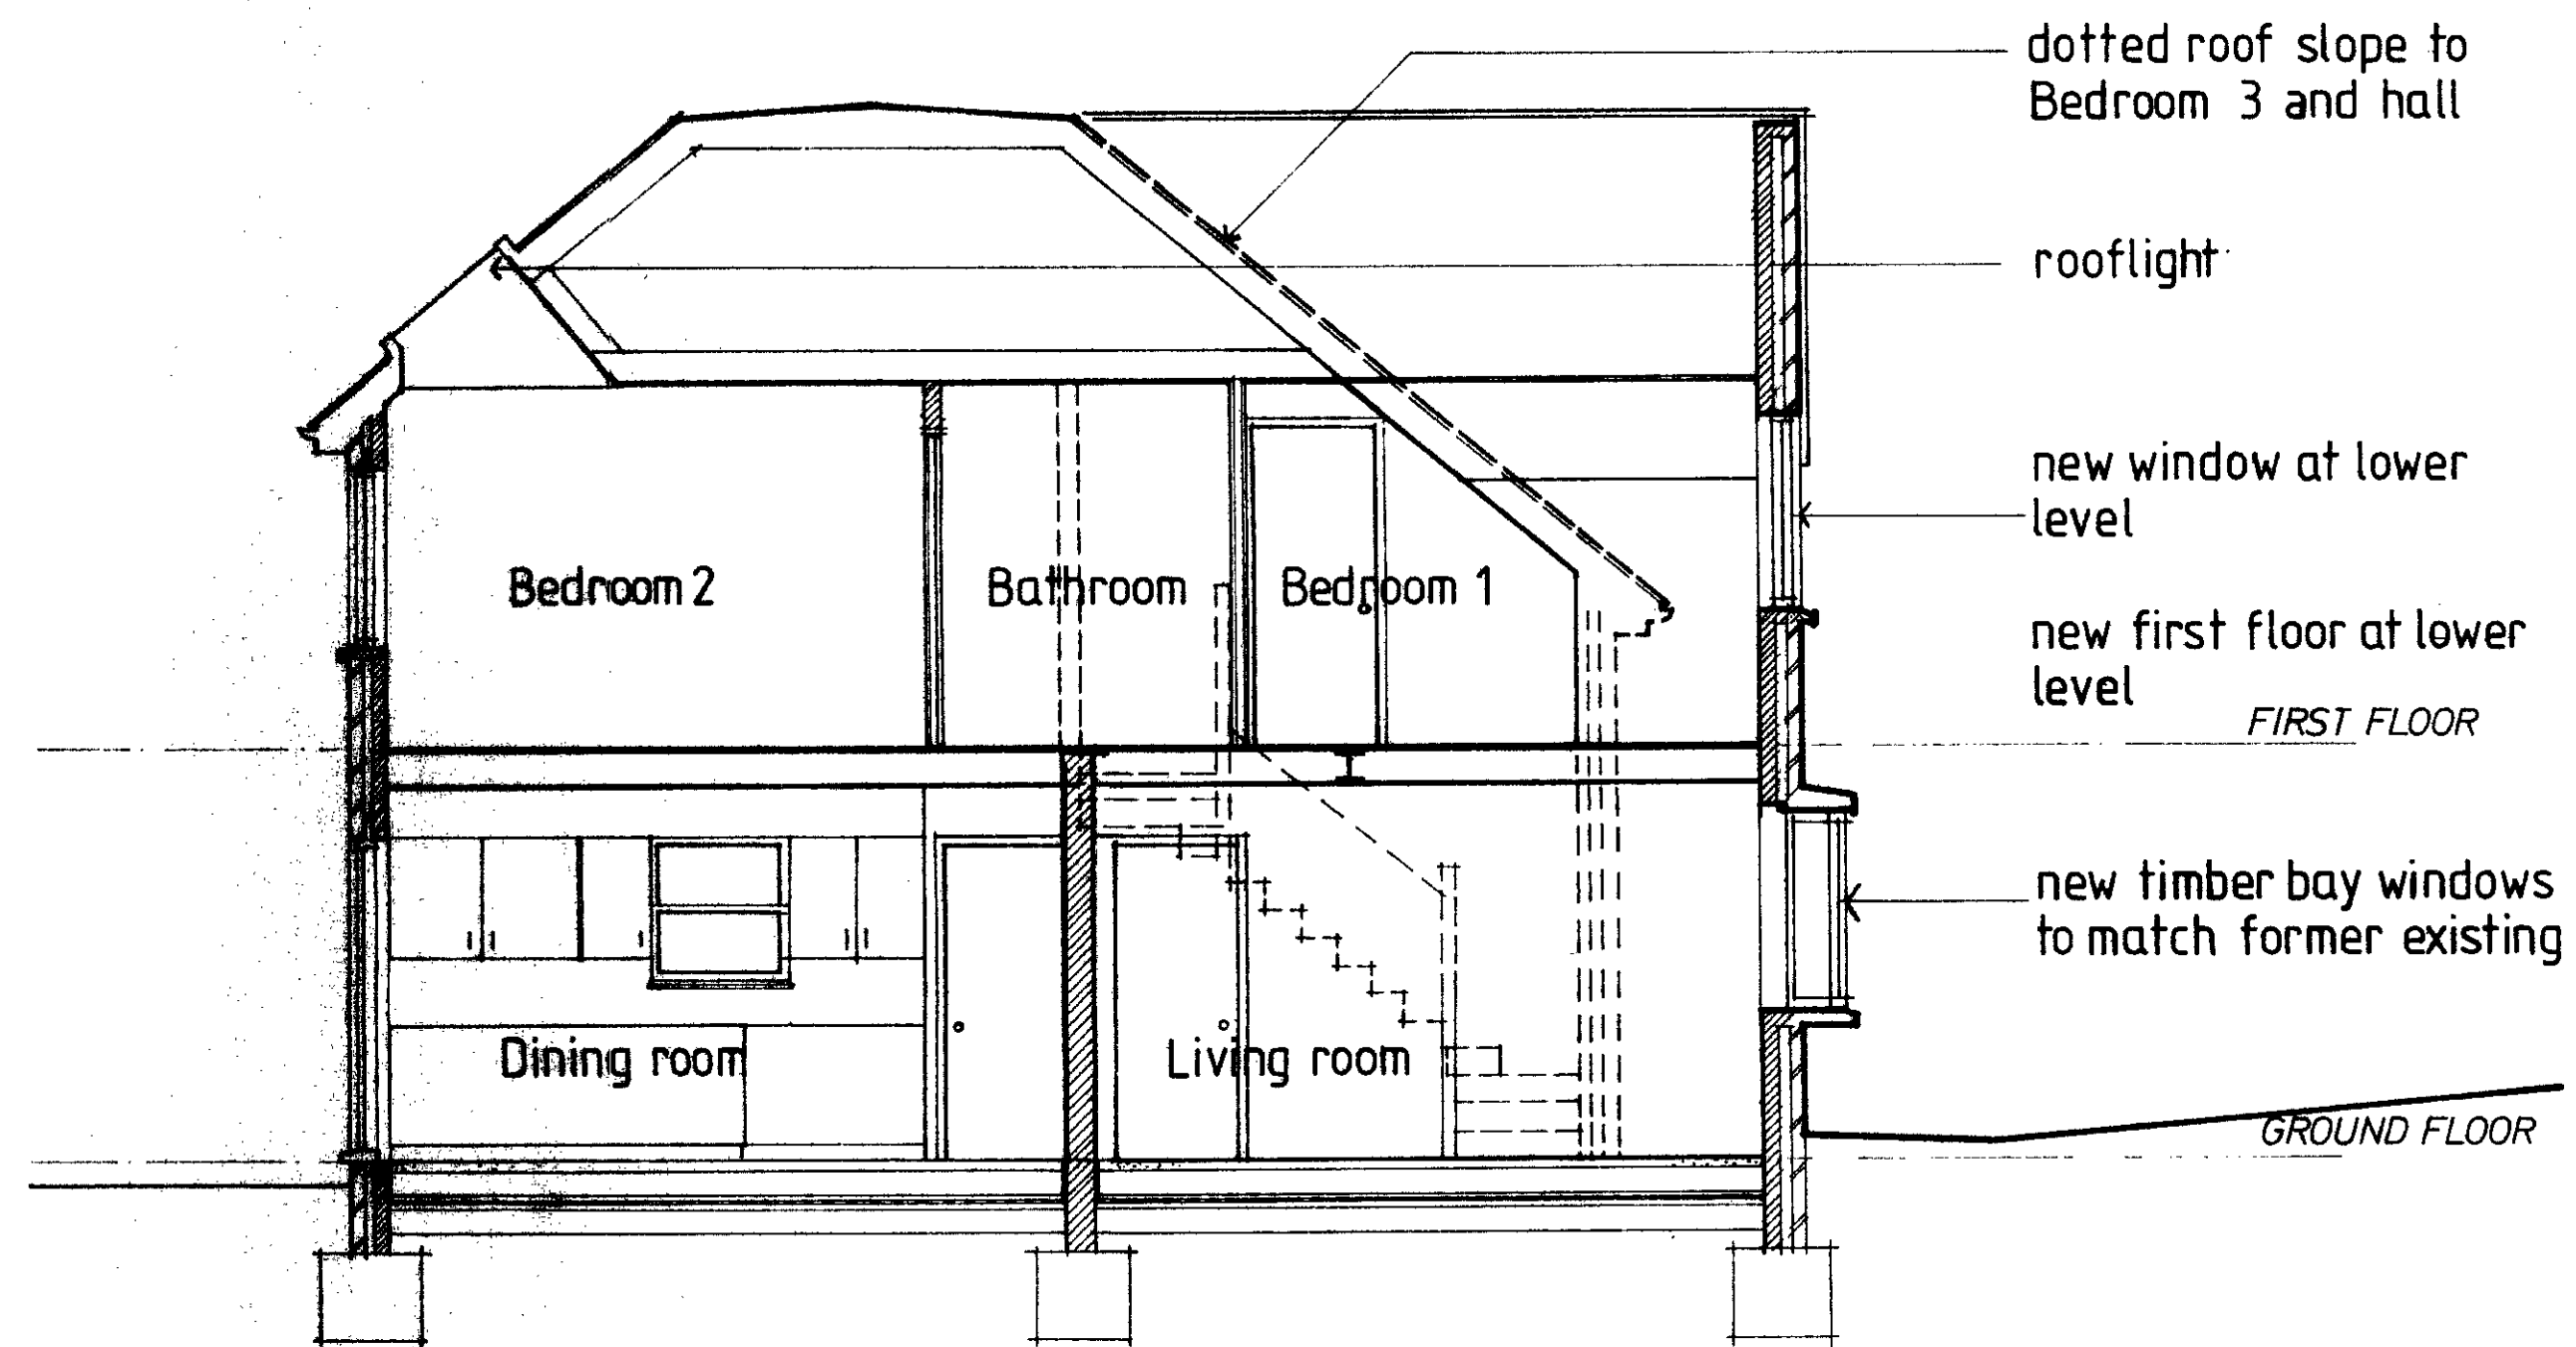 dotted roof slope to
Bedroom 3 and hall
rooflight
new window at lower
level
Bedroom 2
Bathroom
Bedroom 1
new first floor at lower
level
FIRST FLOOR
new timber bay windows
to match former existing
Dining room
Living room
GROUND FLOOR